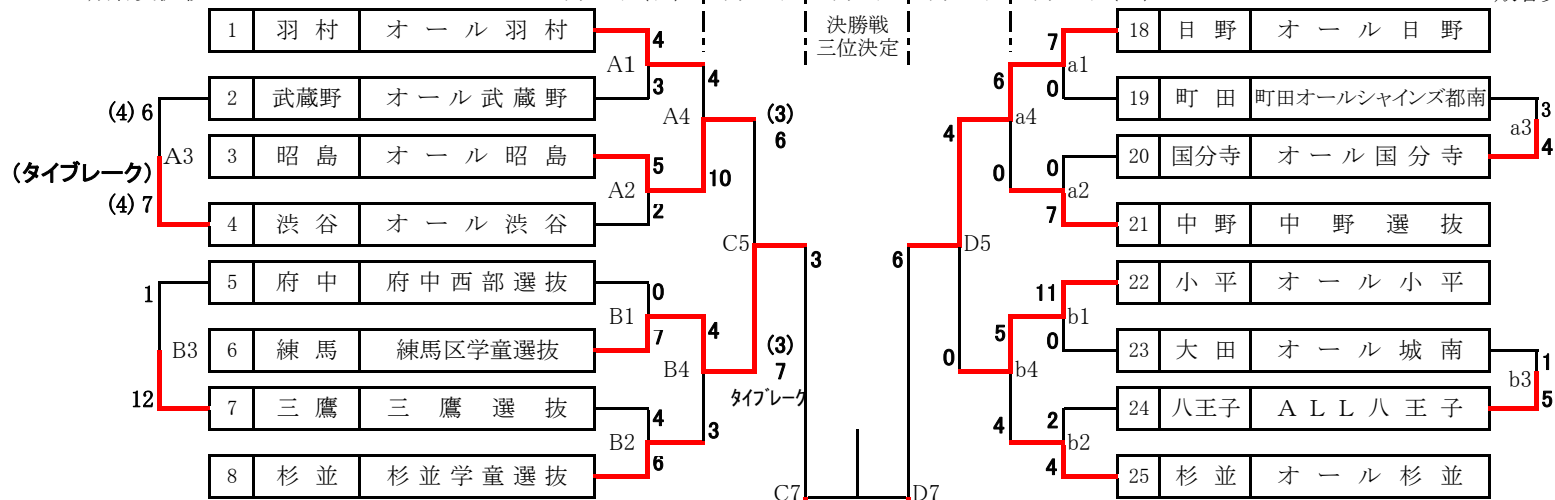 決勝戦
三位決定
1 羽村 オール羽村
A1
4
3
2 武蔵野 オール武蔵野
(4) 6
A3
(タイブレーク)
(4) 7
A4
4
10
3 昭島 オール昭島
A2
5
2
4 渋谷 オール渋谷
(3)
6
C5
3
5 府中 府中西部選抜
1
B3
12
B1
0
7
6 練馬 練馬区学童選抜
B4
4
3
(3)
7
タイブレーク
7 三鷹 三鷹選抜
B2
4
6
8 杉並 杉並学童選抜
C7
D7
18 日野 オール日野
7
a1
0
19 町田 町田オールシャインズ都南
3
a3
4
6
a4
0
20 国分寺 オール国分寺
0
a2
7
21 中野 中野選抜
4
D5
6
0
22 小平 オール小平
11
b1
0
23 大田 オール城南
1
b3
5
5
b4
4
24 八王子 ALL八王子
2
b2
4
25 杉並 オール杉並